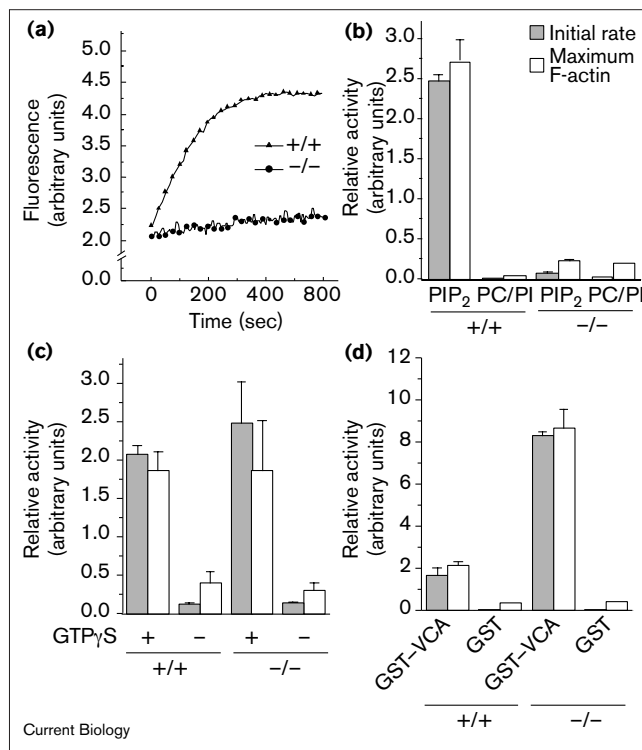 (a)
Fluorescence
(arbitrary units)
5.0
4.5
4.0
3.5
3.0
2.5
2.0
0.0
+/+
−/−
0 200 400 800
Time (sec)
(b)
Initial rate
Maximum
F-actin
Relative activity
(arbitrary units)
3.0
2.5
2.0
1.5
1.0
0.5
0.0
PIP2 PC/PI PIP2 PC/PI
+/+ −/−
(c)
Relative activity
(arbitrary units)
3.0
2.5
2.0
1.5
1.0
0.5
0.0
GTPγS + − + −
+/+ −/−
(d)
Relative activity
(arbitrary units)
12
10
8
6
4
2
0
GST–VCA GST GST–VCA GST
+/+ −/−
Current Biology